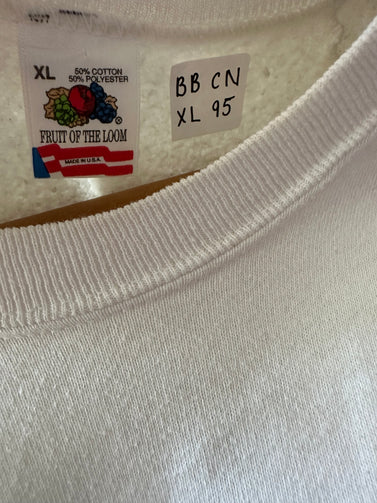 XL
50% COTTON
50% POLYESTER
FRUIT OF THE LOOM
®
MADE IN U.S.A.
BB CN
XL 95